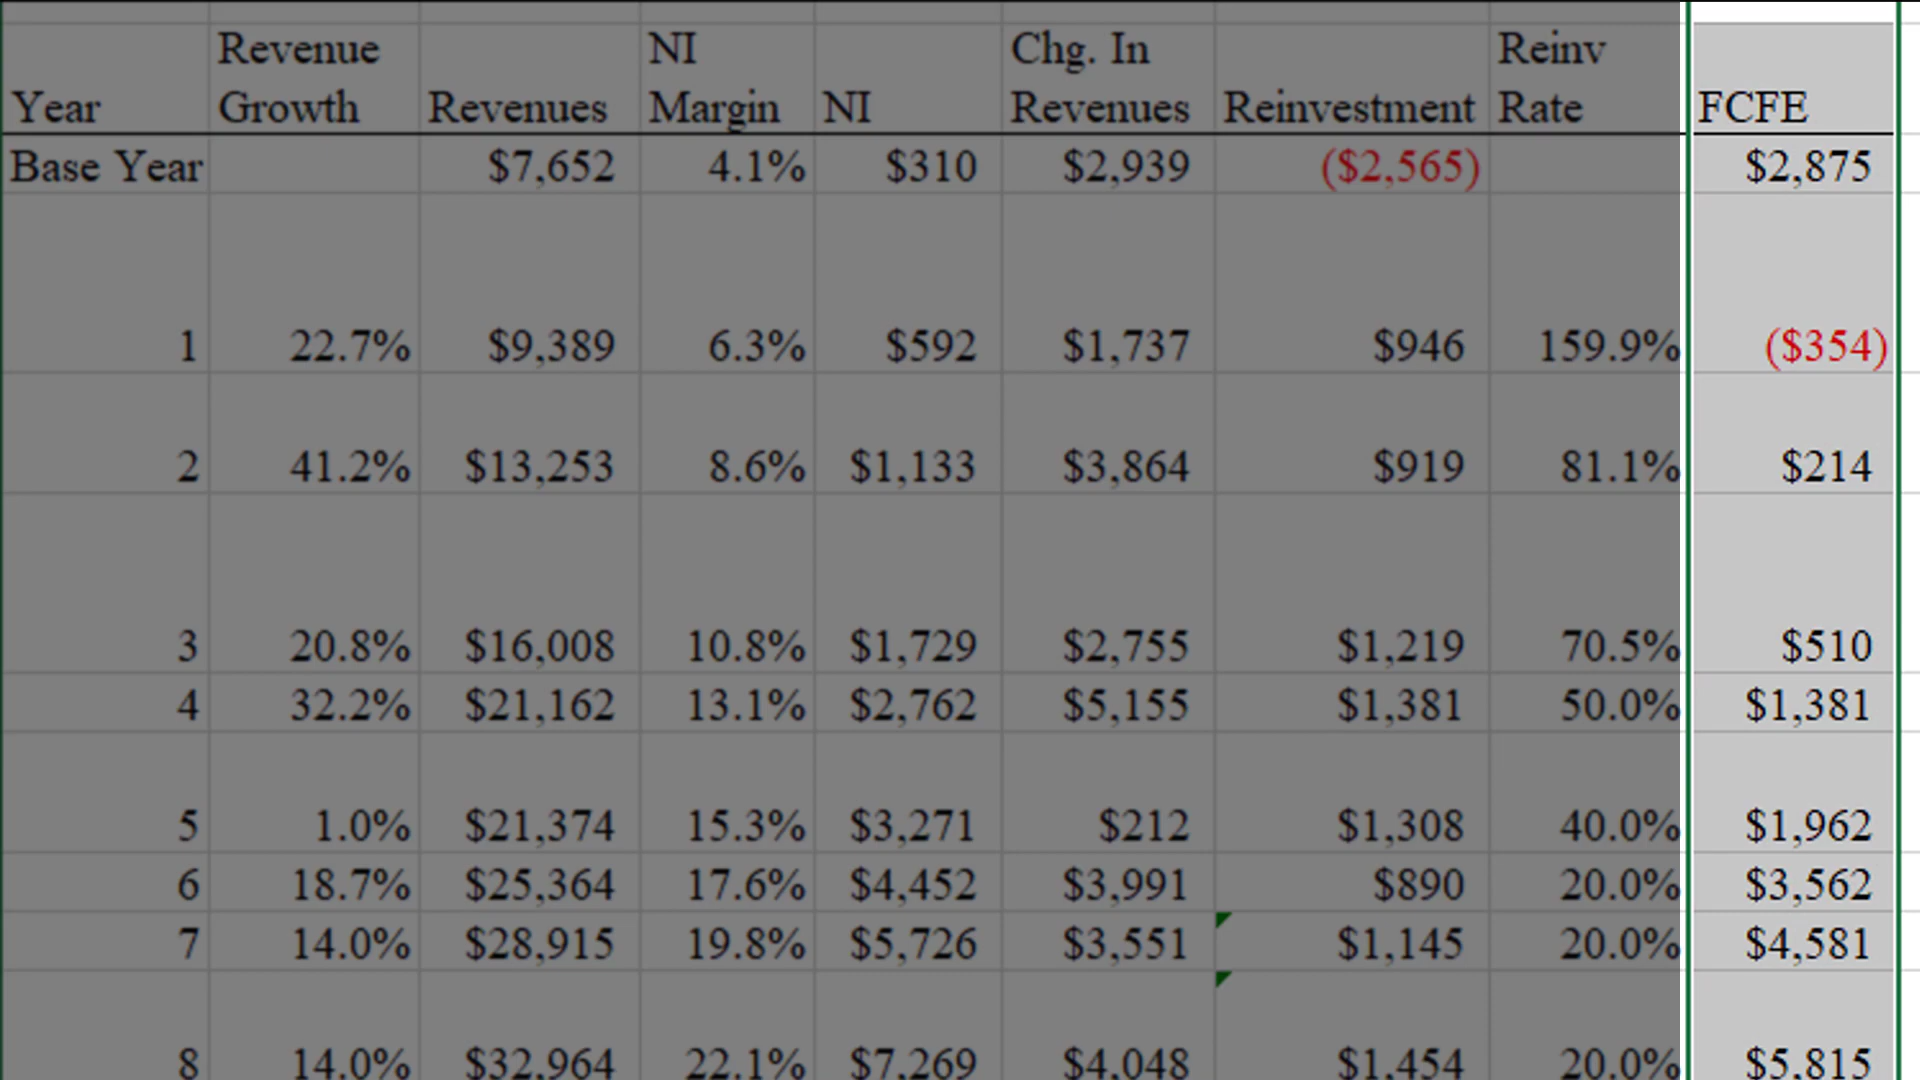 Year Revenue Growth Revenues NI Margin NI Chg. In Revenues Reinvestment Reinv Rate FCFE
Base Year $7,652 4.1% $310 $2,939 ($2,565) $2,875
1 22.7% $9,389 6.3% $592 $1,737 $946 159.9% ($354)
2 41.2% $13,253 8.6% $1,133 $3,864 $919 81.1% $214
3 20.8% $16,008 10.8% $1,729 $2,755 $1,219 70.5% $510
4 32.2% $21,162 13.1% $2,762 $5,155 $1,381 50.0% $1,381
5 1.0% $21,374 15.3% $3,271 $212 $1,308 40.0% $1,962
6 18.7% $25,364 17.6% $4,452 $3,991 $890 20.0% $3,562
7 14.0% $28,915 19.8% $5,726 $3,551 $1,145 20.0% $4,581
8 14.0% $32,964 22.1% $7,269 $4,048 $1,454 20.0% $5,815